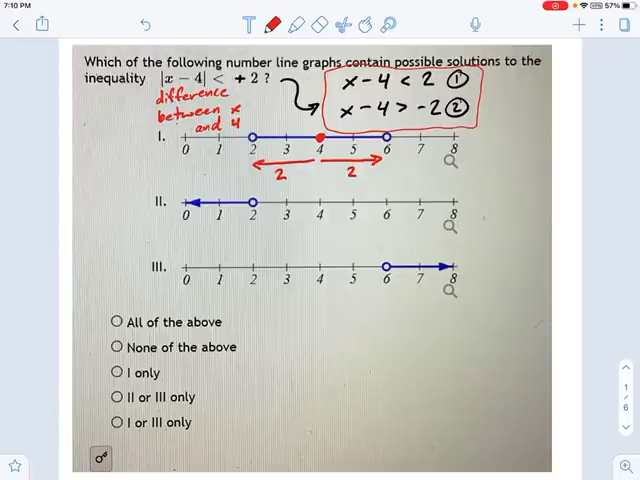 7:10 PM
57%
Which of the following number line graphs contain possible solutions to the
inequality |x − 4| < + 2 ?
x - 4 < 2 ①
x - 4 > -2 ②
difference
between x
and 4
I.
0 1 2 3 4 5 6 7 8
2 2
II.
0 1 2 3 4 5 6 7 8
III.
0 1 2 3 4 5 6 7 8
All of the above
None of the above
I only
II or III only
I or III only
1
/
6